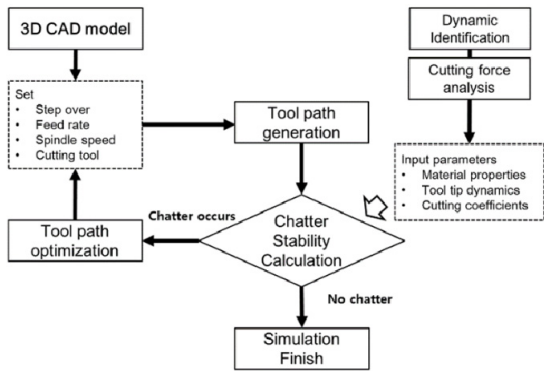 3D CAD model
Set
• Step over
• Feed rate
• Spindle speed
• Cutting tool
Tool path
generation
Dynamic
Identification
Cutting force
analysis
Input parameters
• Material properties
• Tool tip dynamics
• Cutting coefficients
Chatter occurs
Tool path
optimization
Chatter
Stability
Calculation
No chatter
Simulation
Finish